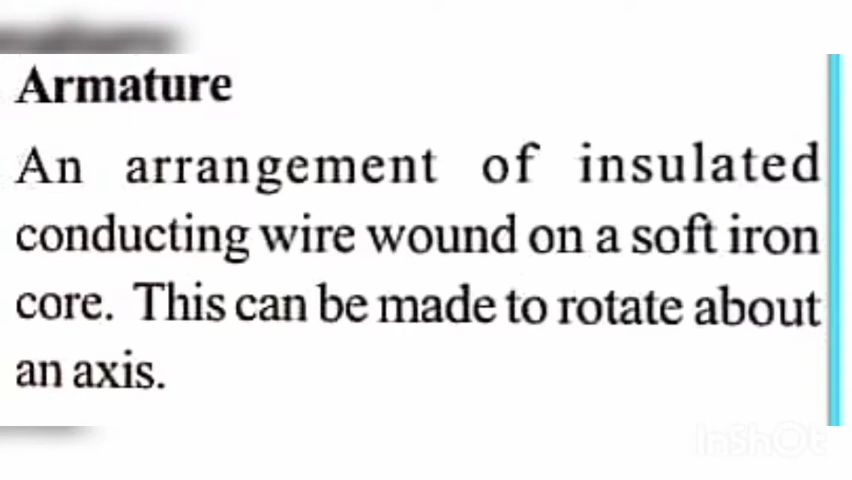 Armature
An arrangement of insulated
conducting wire wound on a soft iron
core. This can be made to rotate about
an axis.
InShOt